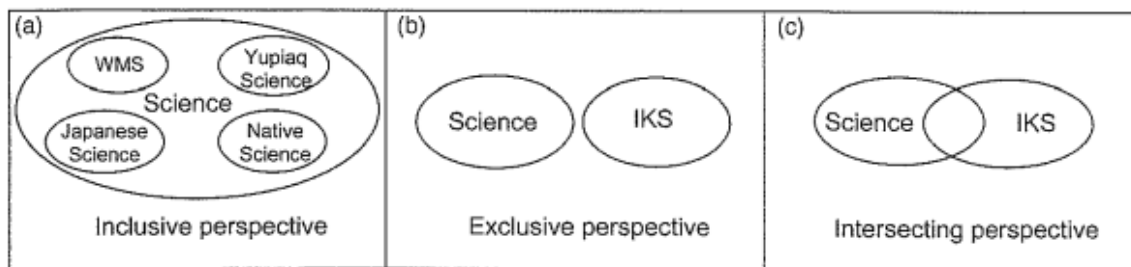 (a)
WMS
Yupiaq
Science
Science
Japanese
Science
Native
Science
Inclusive perspective
(b)
Science
IKS
Exclusive perspective
(c)
Science
IKS
Intersecting perspective